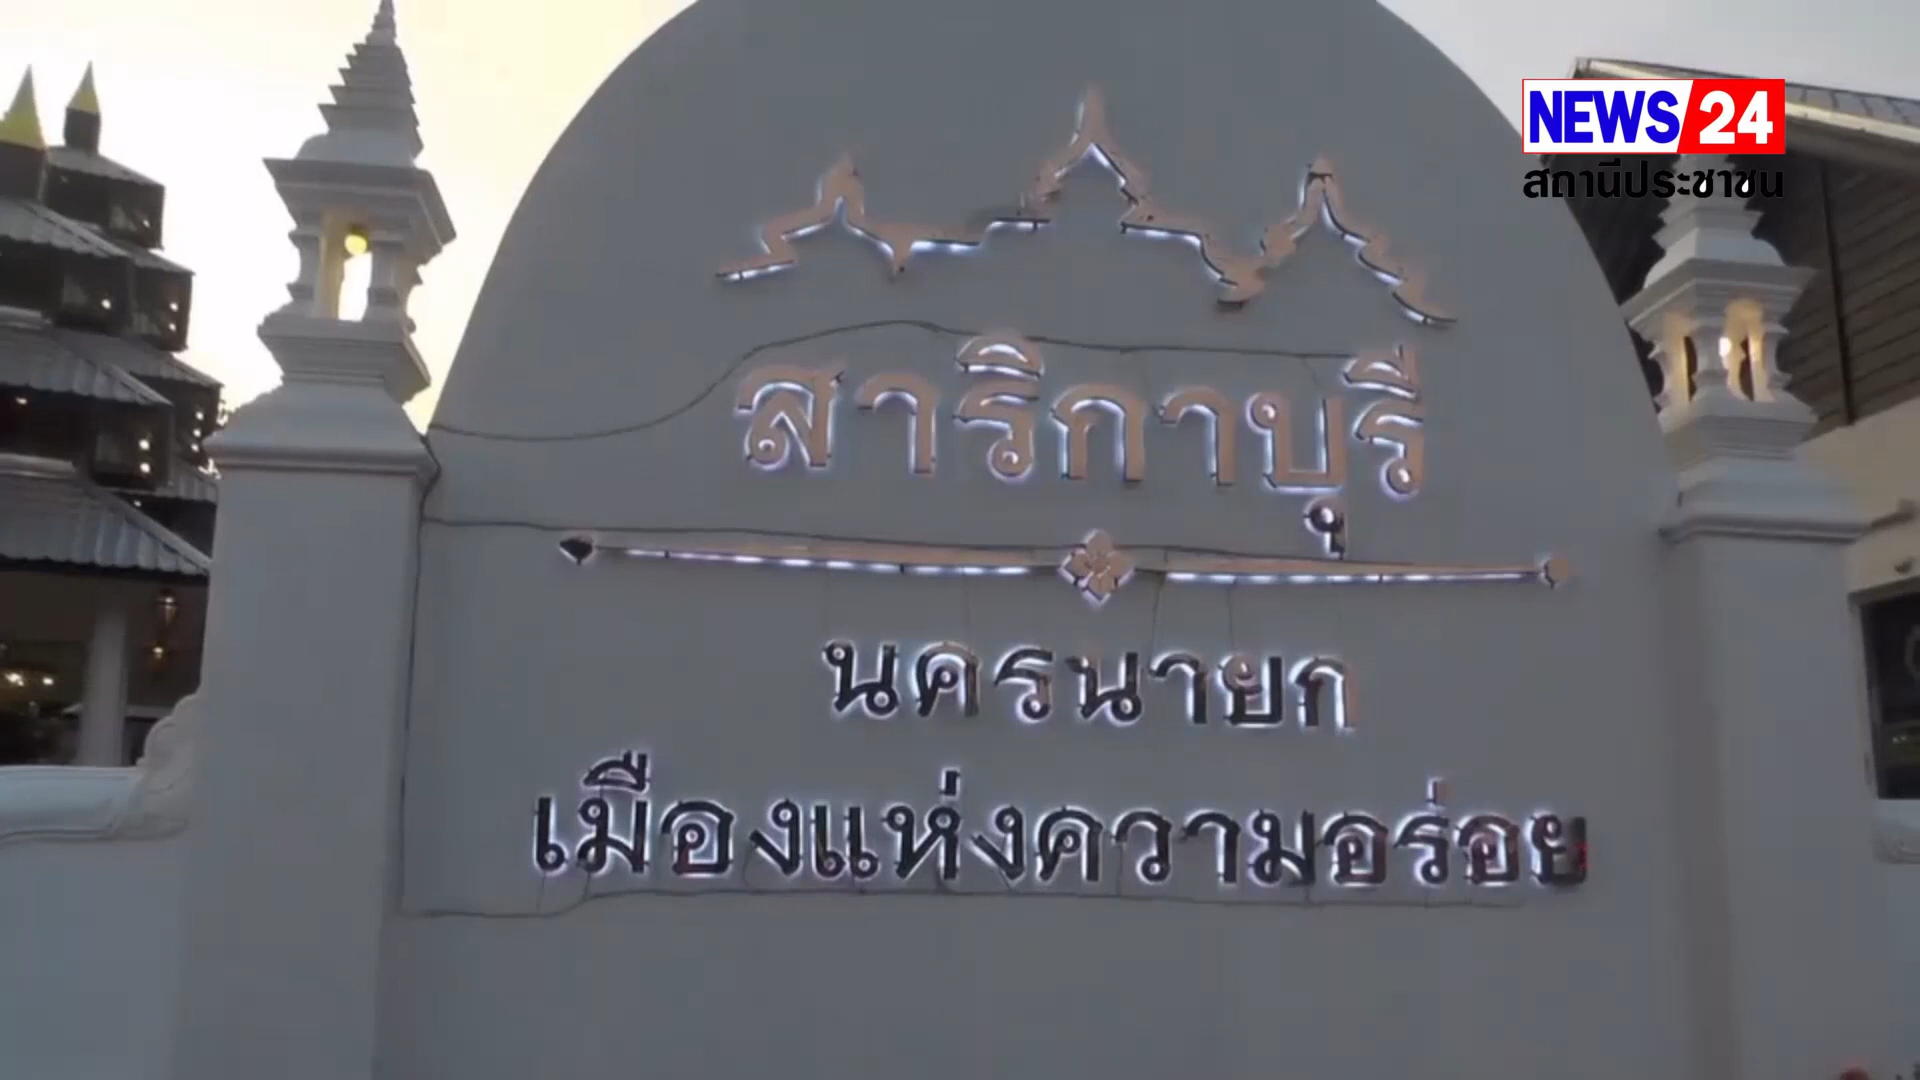 NEWS 24
สถานีประชาชน
สาริกาบุรี
นครนายก
เมืองแห่งความอร่อย